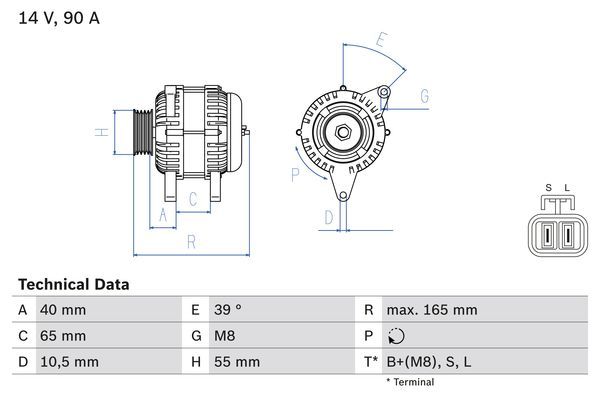 14 V, 90 A
E
G
H
P
A
C
D
R
S L
Technical Data
A 40 mm E 39 ° R max. 165 mm
C 65 mm G M8 P
D 10,5 mm H 55 mm T* B+(M8), S, L
* Terminal